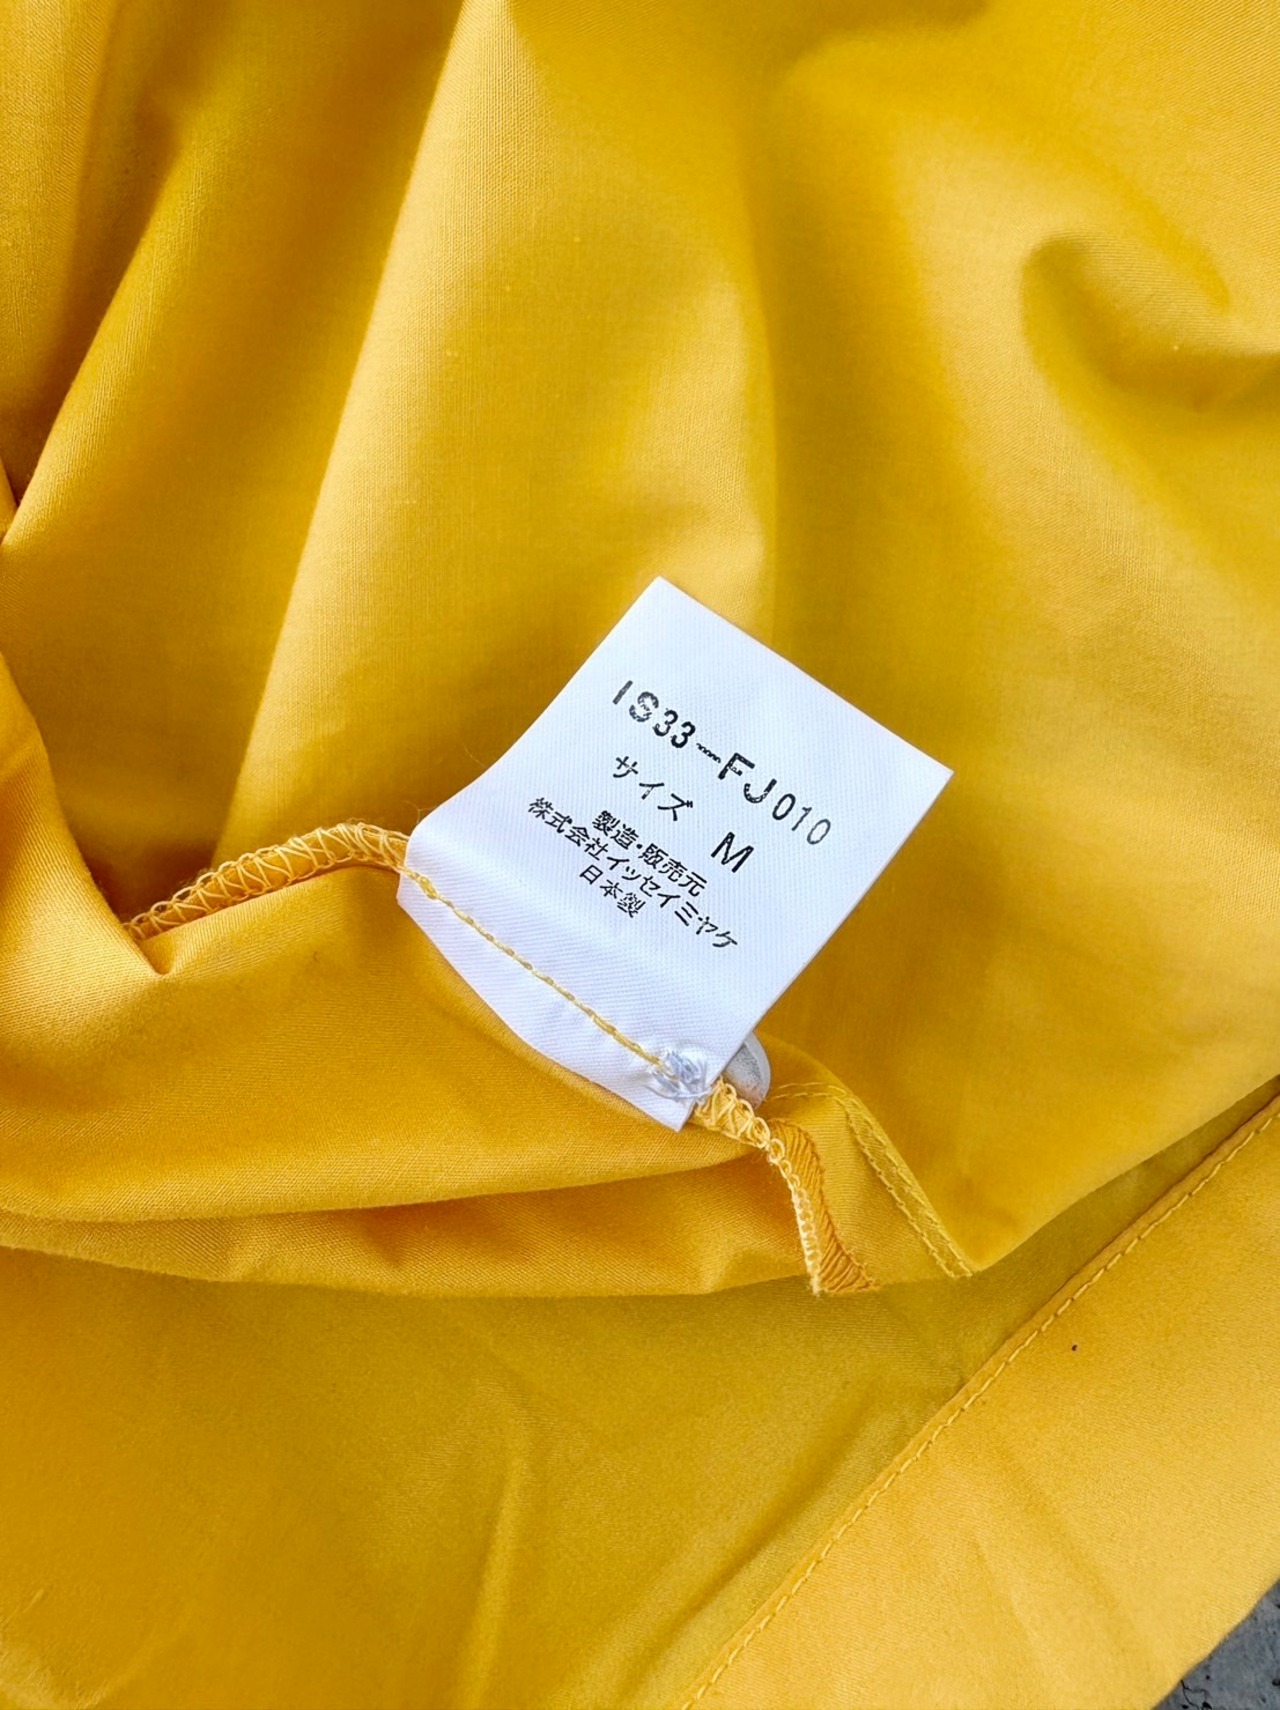 IS33-FJ010
サイズ M
製造・販売元
株式会社イッセイミヤケ
日本製